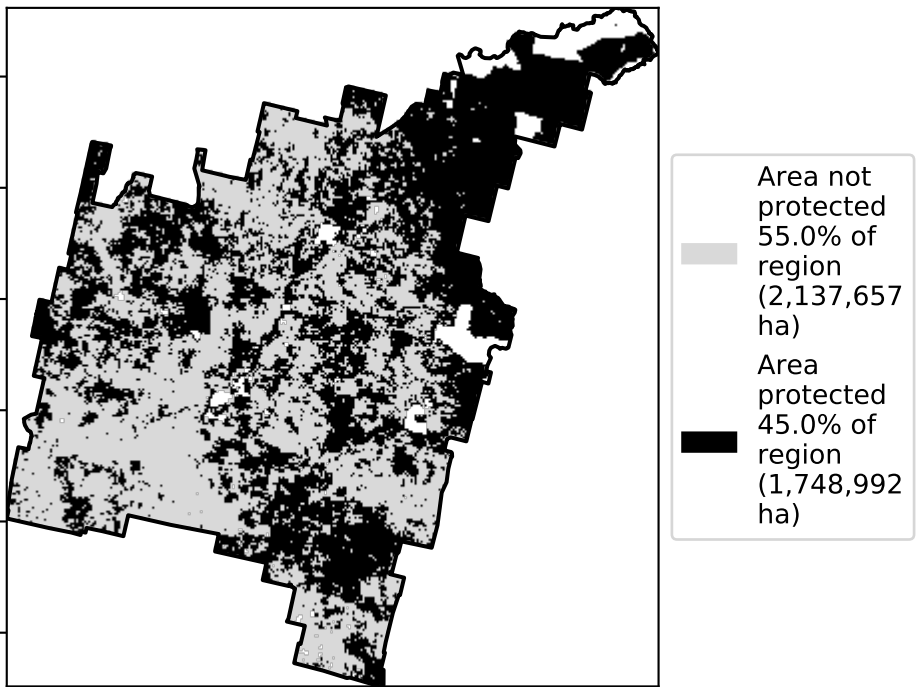 Area not
protected
55.0% of
region
(2,137,657
ha)
Area
protected
45.0% of
region
(1,748,992
ha)